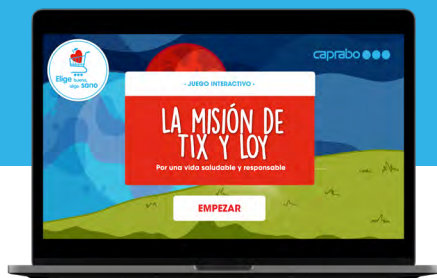 Elige bueno,
elige sano
caprabo
- JUEGO INTERACTIVO -
LA MISIÓN DE
TIX Y LOY
Por una vida saludable y responsable
EMPEZAR